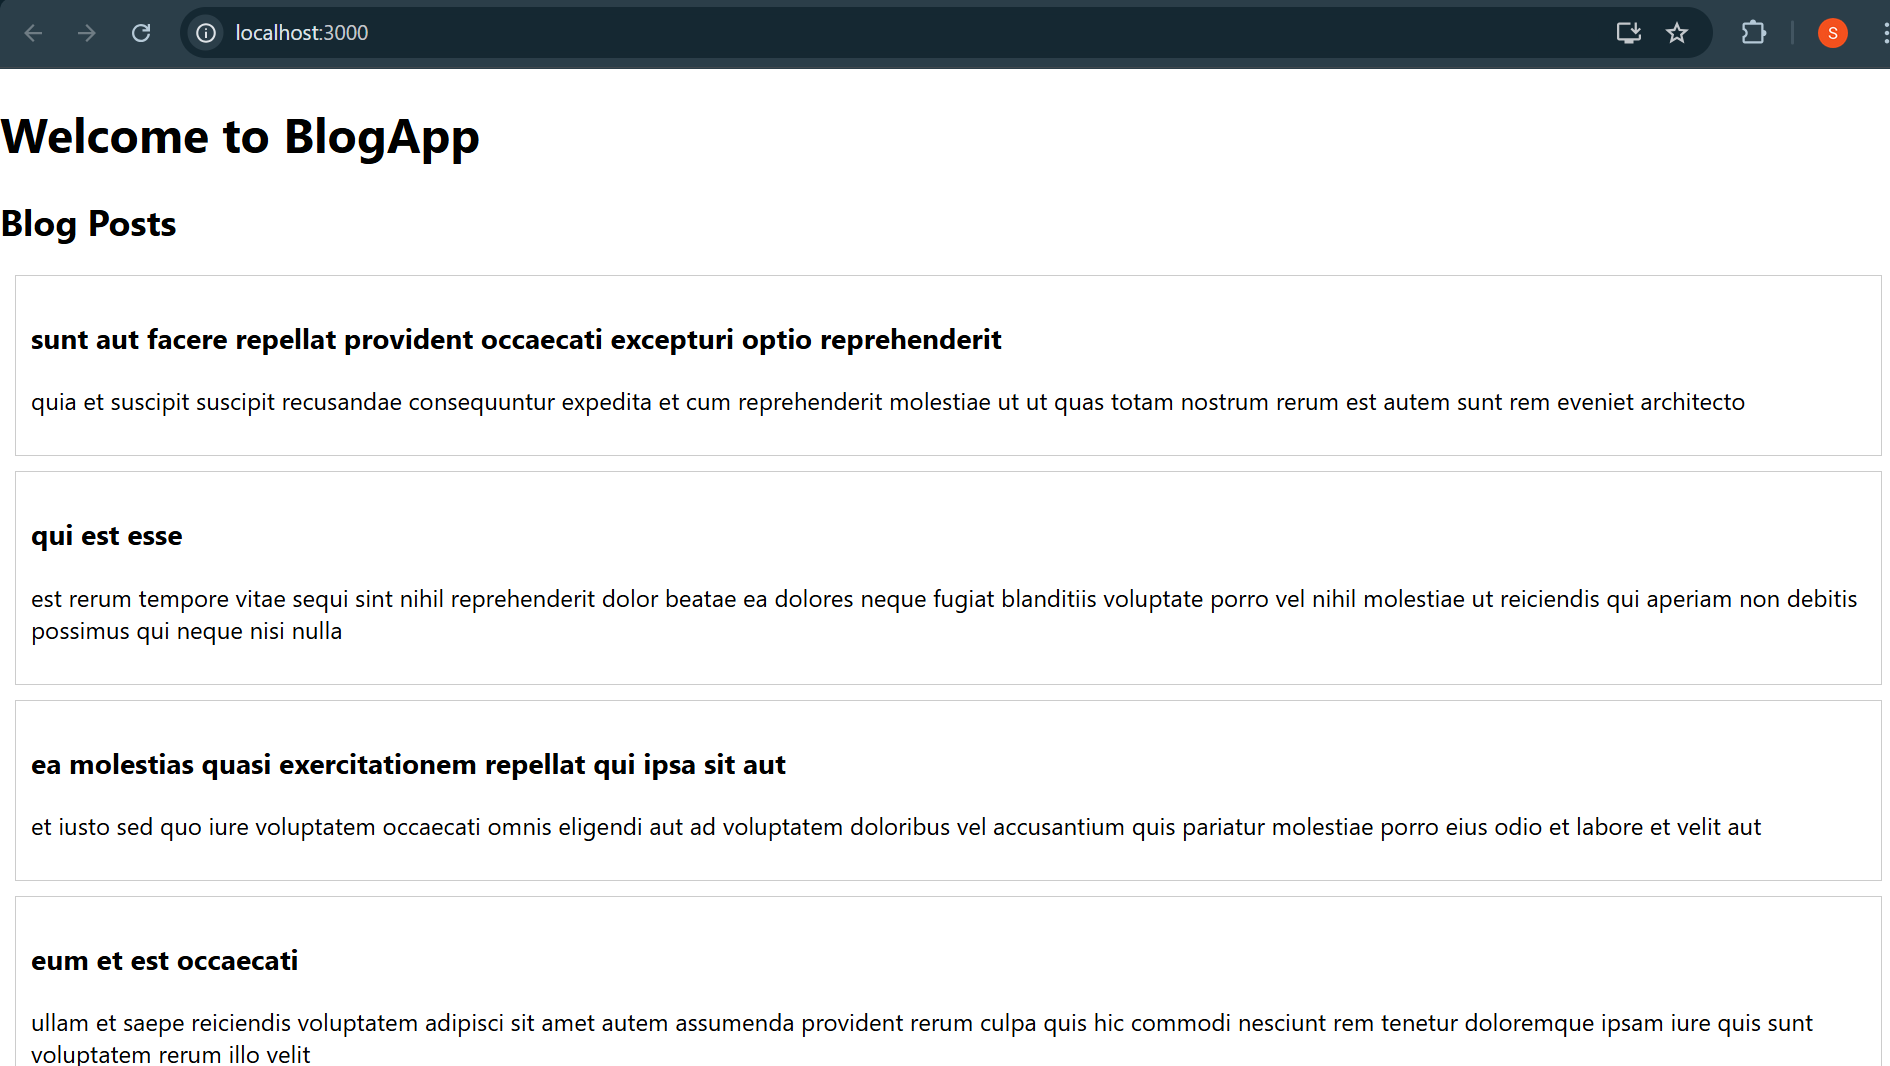 localhost:3000
S
Welcome to BlogApp
Blog Posts
sunt aut facere repellat provident occaecati excepturi optio reprehenderit
quia et suscipit suscipit recusandae consequuntur expedita et cum reprehenderit molestiae ut ut quas totam nostrum rerum est autem sunt rem eveniet architecto
qui est esse
est rerum tempore vitae sequi sint nihil reprehenderit dolor beatae ea dolores neque fugiat blanditiis voluptate porro vel nihil molestiae ut reiciendis qui aperiam non debitis
possimus qui neque nisi nulla
ea molestias quasi exercitationem repellat qui ipsa sit aut
et iusto sed quo iure voluptatem occaecati omnis eligendi aut ad voluptatem doloribus vel accusantium quis pariatur molestiae porro eius odio et labore et velit aut
eum et est occaecati
ullam et saepe reiciendis voluptatem adipisci sit amet autem assumenda provident rerum culpa quis hic commodi nesciunt rem tenetur doloremque ipsam iure quis sunt
voluptatem rerum illo velit